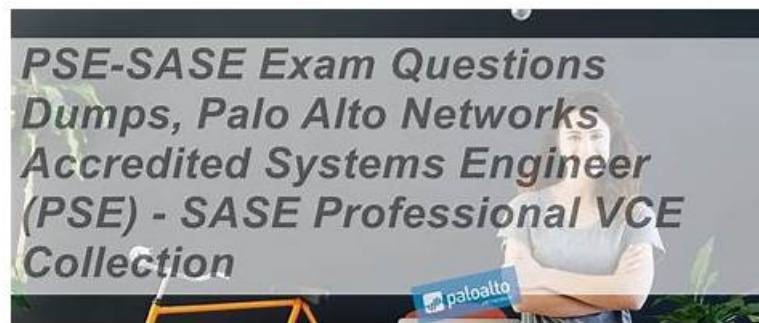 PSE-SASE Exam Questions
Dumps, Palo Alto Networks
Accredited Systems Engineer
(PSE) - SASE Professional VCE
Collection
paloalto